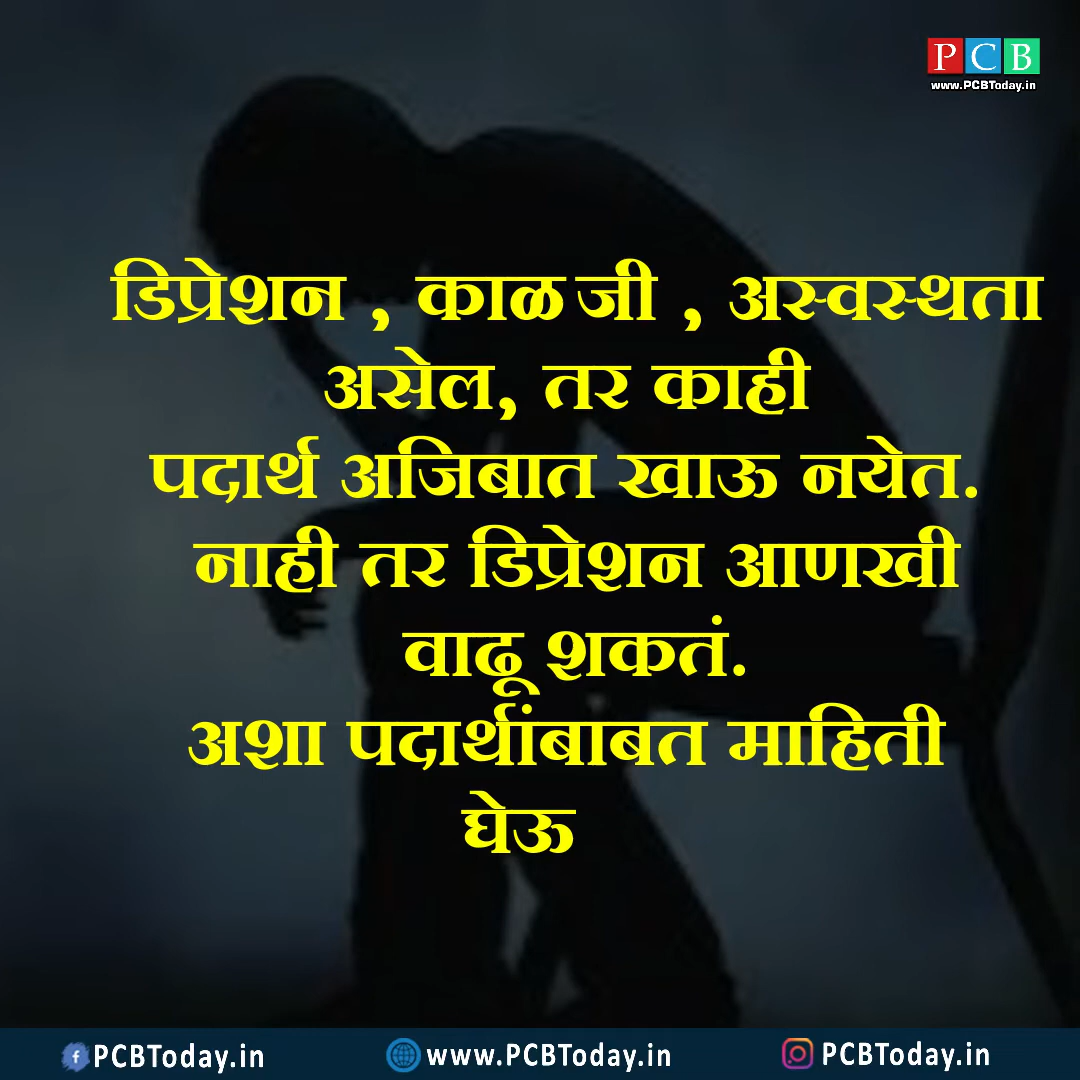 P C B
www.PCBToday.in
डिप्रेशन , काळजी , अस्वस्थता
असेल, तर काही
पदार्थ अजिबात खाऊ नयेत.
नाही तर डिप्रेशन आणखी
वाढू शकतं.
अशा पदार्थांबाबत माहिती
घेऊ
PCBToday.in www.PCBToday.in PCBToday.in